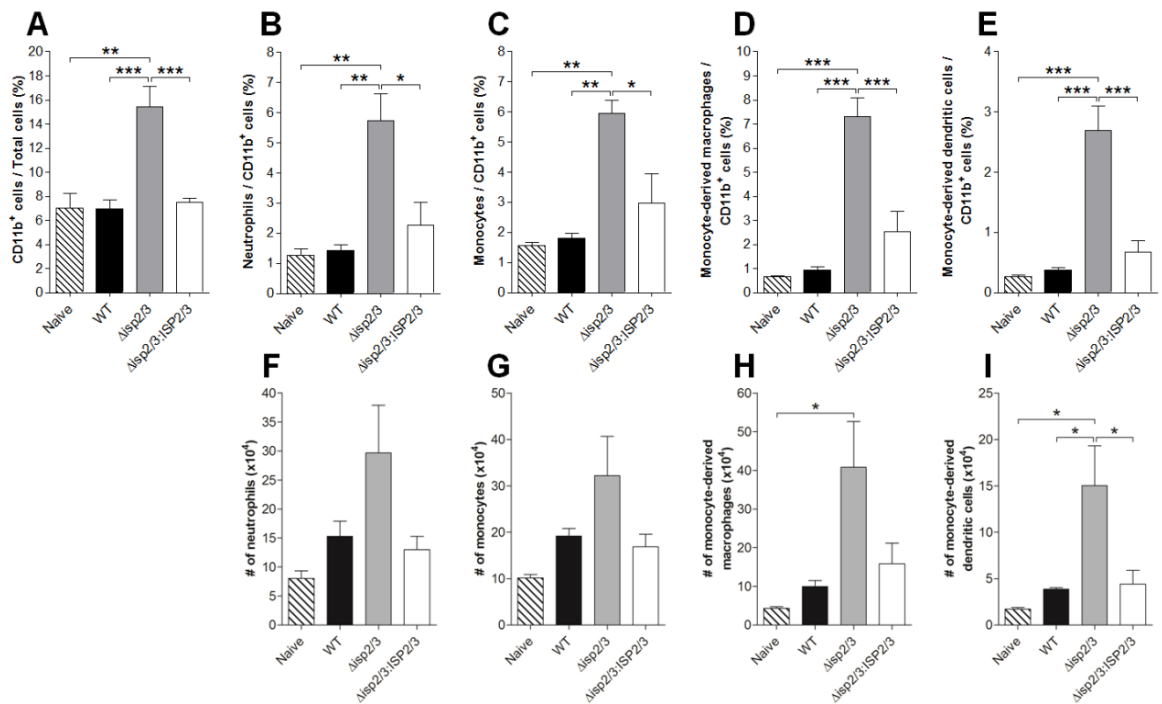 A
CD11b+ cells / Total cells (%)
20
18
16
14
12
10
8
6
4
2
0
**
*** ***
Naive
WT
Δisp2/3
Δisp2/3:ISP2/3
B
Neutrophils / CD11b+ cells (%)
8
7
6
5
4
3
2
1
0
**
** *
Naive
WT
Δisp2/3
Δisp2/3:ISP2/3
C
Monocytes / CD11b+ cells (%)
8
7
6
5
4
3
2
1
0
**
** *
Naive
WT
Δisp2/3
Δisp2/3:ISP2/3
D
Monocyte-derived macrophages /
CD11b+ cells (%)
10
9
8
7
6
5
4
3
2
1
0
***
*** ***
Naive
WT
Δisp2/3
Δisp2/3:ISP2/3
E
Monocyte-derived dendritic cells /
CD11b+ cells (%)
4
3
2
1
0
***
*** ***
Naive
WT
Δisp2/3
Δisp2/3:ISP2/3
F
# of neutrophils (x10⁴)
40
35
30
25
20
15
10
5
0
Naive
WT
Δisp2/3
Δisp2/3:ISP2/3
G
# of monocytes (x10⁴)
50
40
30
20
10
0
Naive
WT
Δisp2/3
Δisp2/3:ISP2/3
H
# of monocyte-derived
macrophages (x10⁴)
60
50
40
30
20
10
0
*
Naive
WT
Δisp2/3
Δisp2/3:ISP2/3
I
# of monocyte-derived
dendritic cells (x10⁴)
25
20
15
10
5
0
*
* *
Naive
WT
Δisp2/3
Δisp2/3:ISP2/3